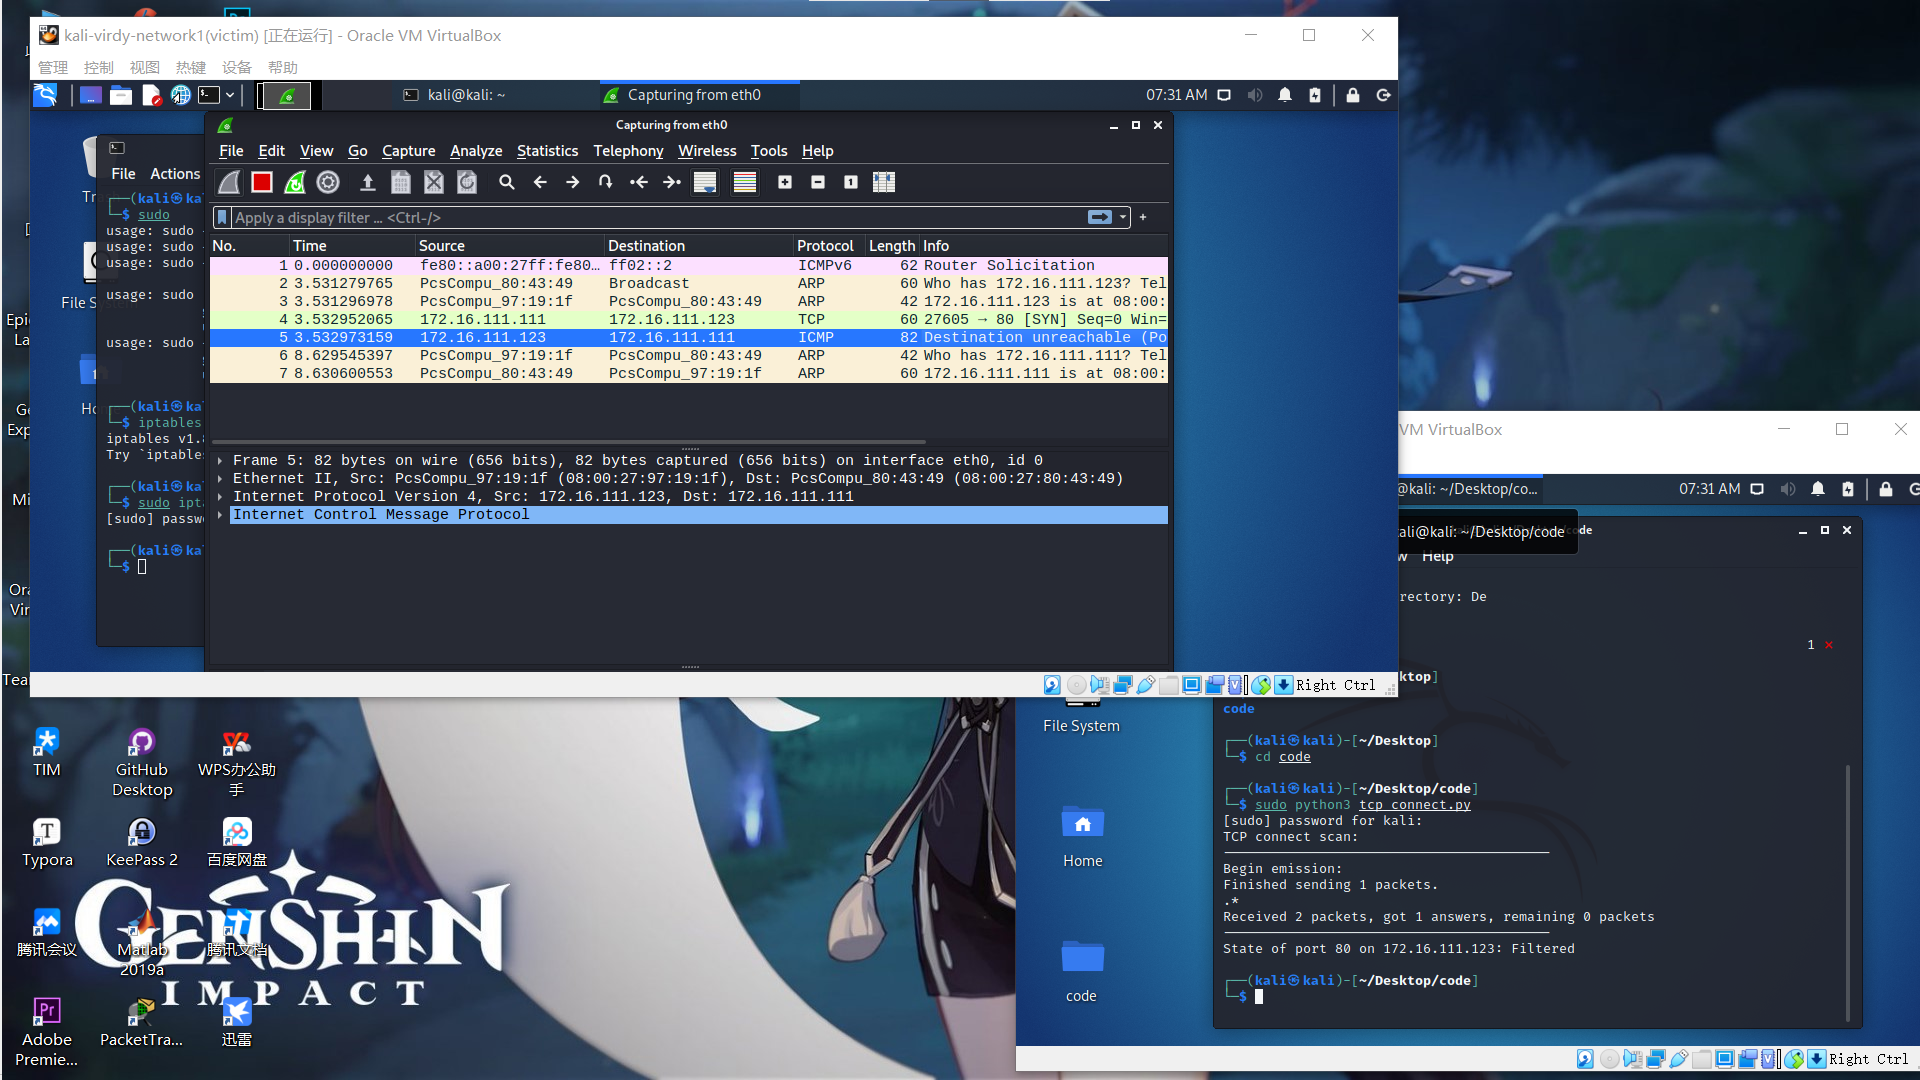 kali-virdy-network1(victim) [正在运行] - Oracle VM VirtualBox
管理 控制 视图 热键 设备 帮助
kali@kali: ~
Capturing from eth0
07:31 AM
Capturing from eth0
File Edit View Go Capture Analyze Statistics Telephony Wireless Tools Help
Apply a display filter … <Ctrl-/>
No. Time Source Destination Protocol Length Info
1 0.000000000 fe80::a00:27ff:fe80… ff02::2 ICMPv6 62 Router Solicitation
2 3.531279765 PcsCompu_80:43:49 Broadcast ARP 60 Who has 172.16.111.123? Tel
3 3.531296978 PcsCompu_97:19:1f PcsCompu_80:43:49 ARP 42 172.16.111.123 is at 08:00:
4 3.532952065 172.16.111.111 172.16.111.123 TCP 60 27605 → 80 [SYN] Seq=0 Win=
5 3.532973159 172.16.111.123 172.16.111.111 ICMP 82 Destination unreachable (Po
6 8.629545397 PcsCompu_97:19:1f PcsCompu_80:43:49 ARP 42 Who has 172.16.111.111? Tel
7 8.630600553 PcsCompu_80:43:49 PcsCompu_97:19:1f ARP 60 172.16.111.111 is at 08:00:
Frame 5: 82 bytes on wire (656 bits), 82 bytes captured (656 bits) on interface eth0, id 0
Ethernet II, Src: PcsCompu_97:19:1f (08:00:27:97:19:1f), Dst: PcsCompu_80:43:49 (08:00:27:80:43:49)
Internet Protocol Version 4, Src: 172.16.111.123, Dst: 172.16.111.111
Internet Control Message Protocol
Right Ctrl
File Actions
(kali㉿ka
$ sudo
usage: sudo
usage: sudo
usage: sudo
usage: sudo
usage: sudo
(kali㉿ka
$ iptables
iptables v1.8
Try `iptables
(kali㉿ka
$ sudo ipt
[sudo] passw
(kali㉿ka
$
VM VirtualBox
@kali: ~/Desktop/co...
07:31 AM
ali@kali: ~/Desktop/code
Help
rectory: De
1 ×
ktop]
code
(kali㉿kali)-[~/Desktop]
$ cd code
(kali㉿kali)-[~/Desktop/code]
$ sudo python3 tcp_connect.py
[sudo] password for kali:
TCP connect scan:
Begin emission:
Finished sending 1 packets.
.*
Received 2 packets, got 1 answers, remaining 0 packets
State of port 80 on 172.16.111.123: Filtered
(kali㉿kali)-[~/Desktop/code]
$
File System
Home
code
Right Ctrl
TIM
GitHub Desktop
WPS办公助手
Typora
KeePass 2
百度网盘
腾讯会议
Matlab 2019a
腾讯文档
Adobe Premie...
PacketTra...
迅雷
GENSHIN
IMPACT